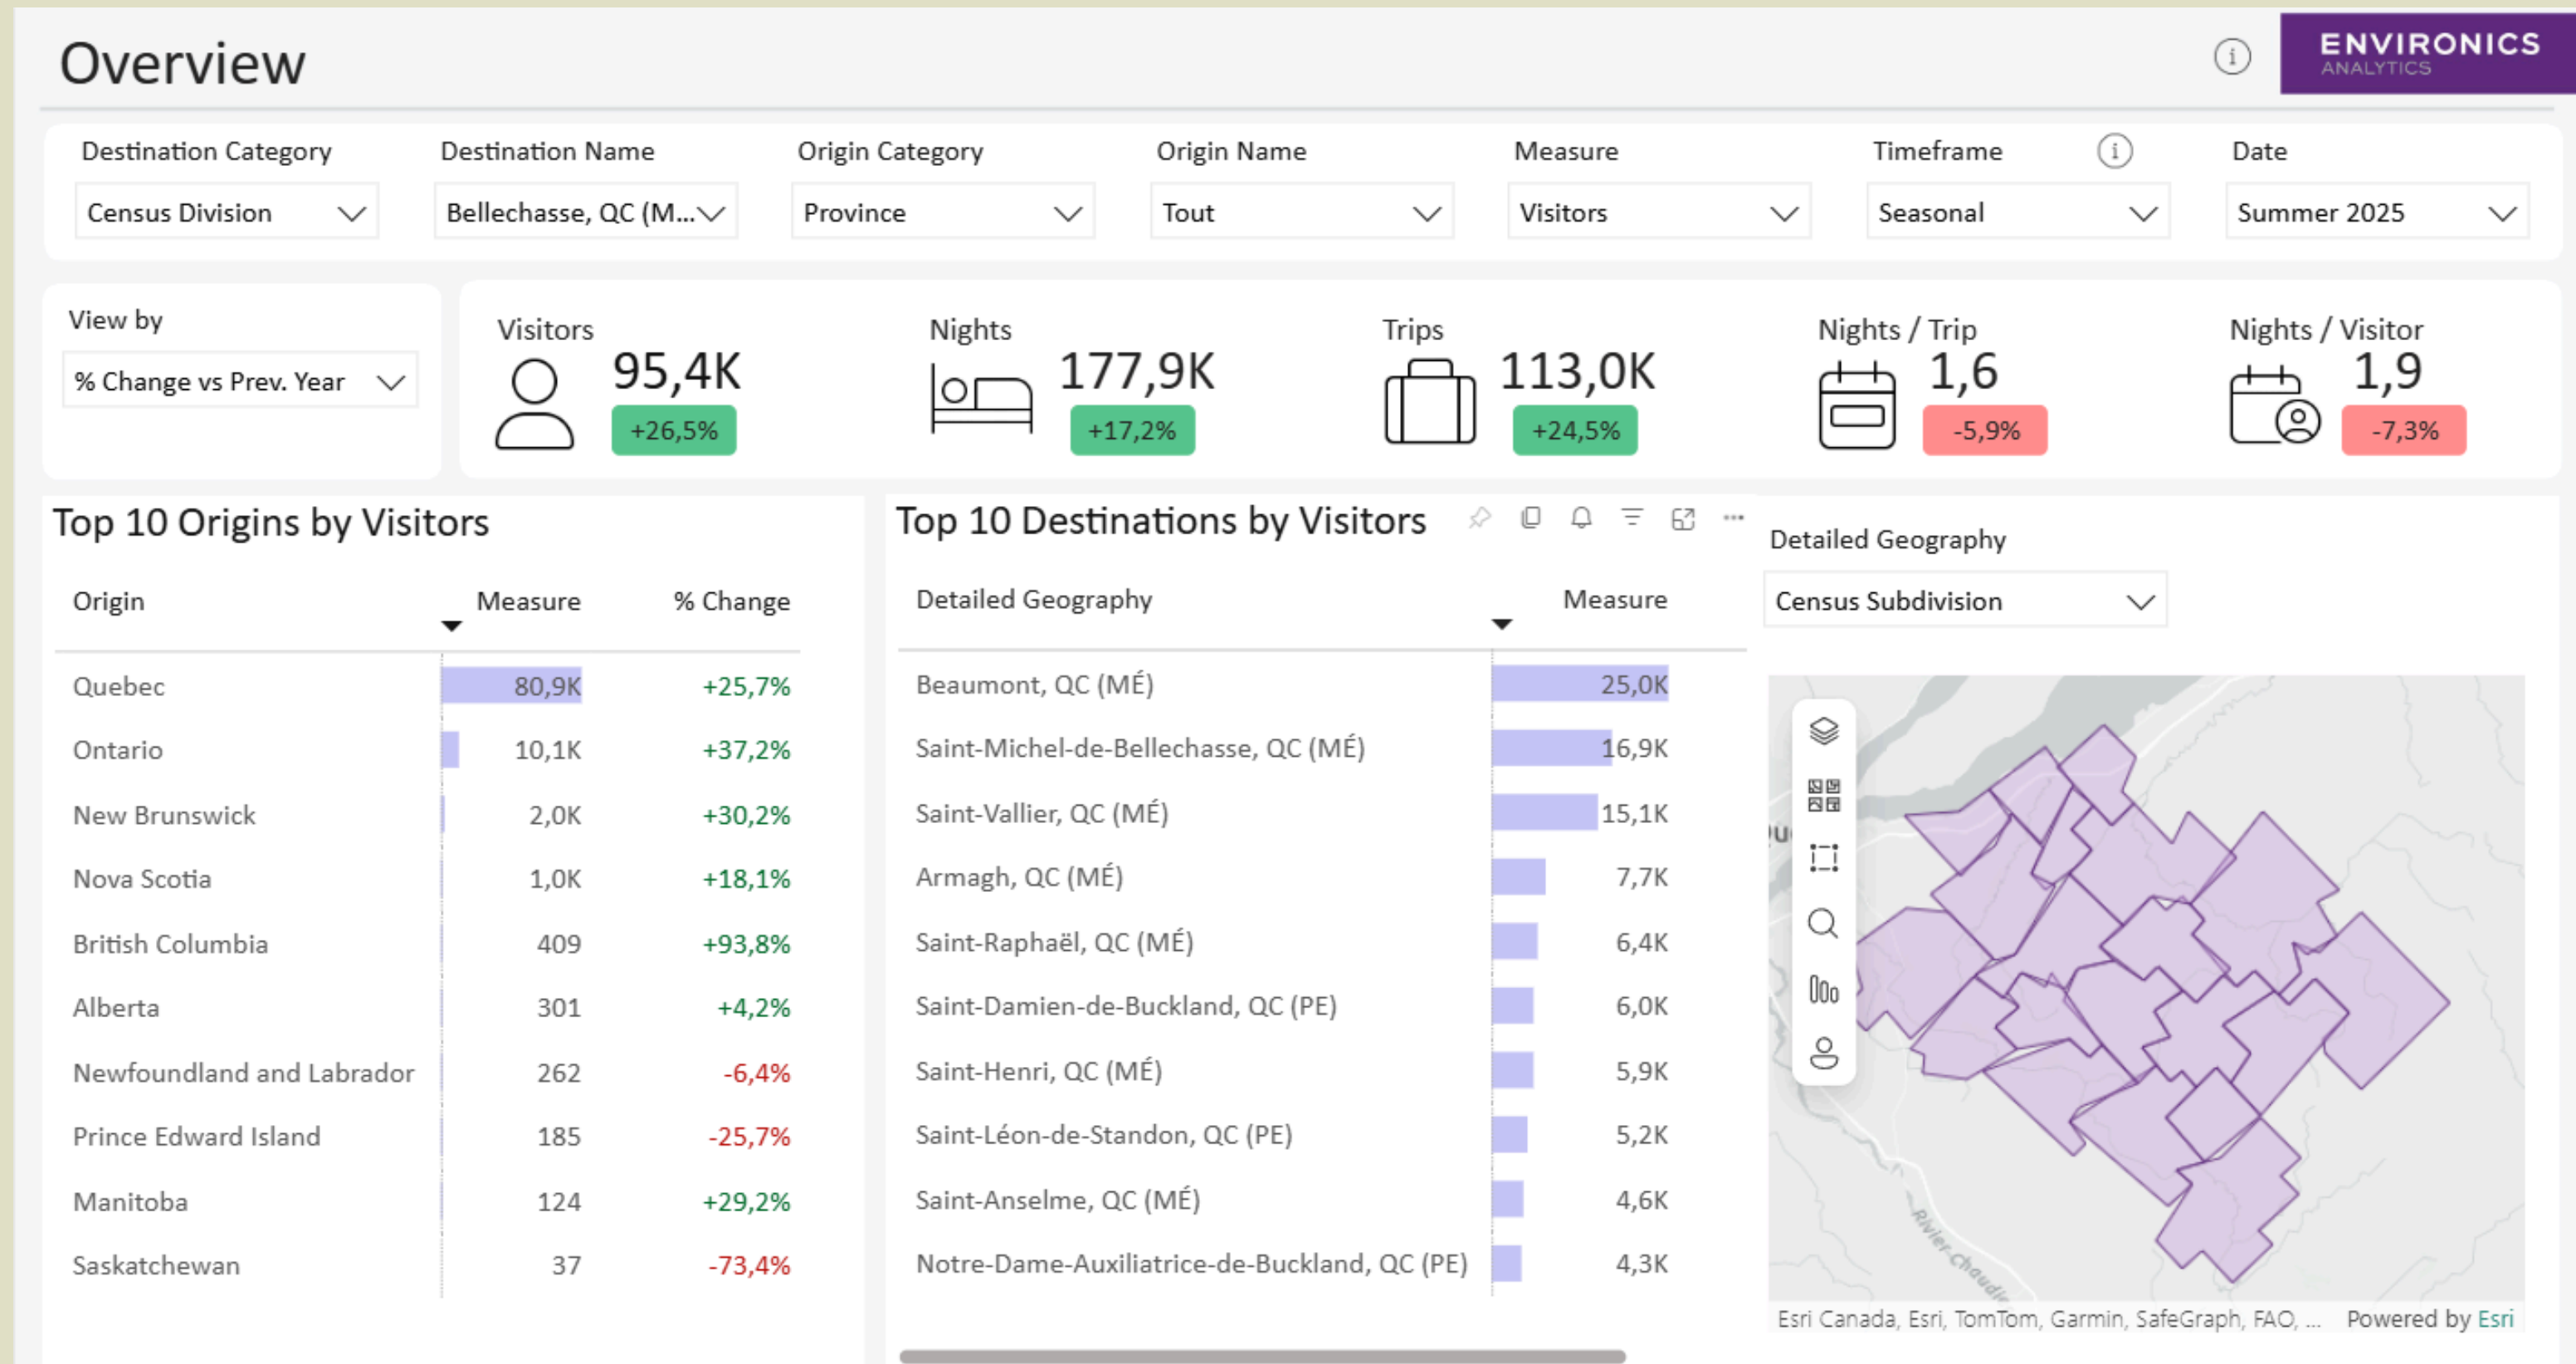 Overview
ENVIRONICS
ANALYTICS
Destination Category
Destination Name
Origin Category
Origin Name
Measure
Timeframe
Date
Census Division
Bellechasse, QC (M...
Province
Tout
Visitors
Seasonal
Summer 2025
View by
% Change vs Prev. Year
Visitors
95,4K
+26,5%
Nights
177,9K
+17,2%
Trips
113,0K
+24,5%
Nights / Trip
1,6
-5,9%
Nights / Visitor
1,9
-7,3%
Top 10 Origins by Visitors
Origin Measure % Change
Quebec 80,9K +25,7%
Ontario 10,1K +37,2%
New Brunswick 2,0K +30,2%
Nova Scotia 1,0K +18,1%
British Columbia 409 +93,8%
Alberta 301 +4,2%
Newfoundland and Labrador 262 -6,4%
Prince Edward Island 185 -25,7%
Manitoba 124 +29,2%
Saskatchewan 37 -73,4%
Top 10 Destinations by Visitors
Detailed Geography Measure
Beaumont, QC (MÉ) 25,0K
Saint-Michel-de-Bellechasse, QC (MÉ) 16,9K
Saint-Vallier, QC (MÉ) 15,1K
Armagh, QC (MÉ) 7,7K
Saint-Raphaël, QC (MÉ) 6,4K
Saint-Damien-de-Buckland, QC (PE) 6,0K
Saint-Henri, QC (MÉ) 5,9K
Saint-Léon-de-Standon, QC (PE) 5,2K
Saint-Anselme, QC (MÉ) 4,6K
Notre-Dame-Auxiliatrice-de-Buckland, QC (PE) 4,3K
Detailed Geography
Census Subdivision
Esri Canada, Esri, TomTom, Garmin, SafeGraph, FAO, ... Powered by Esri